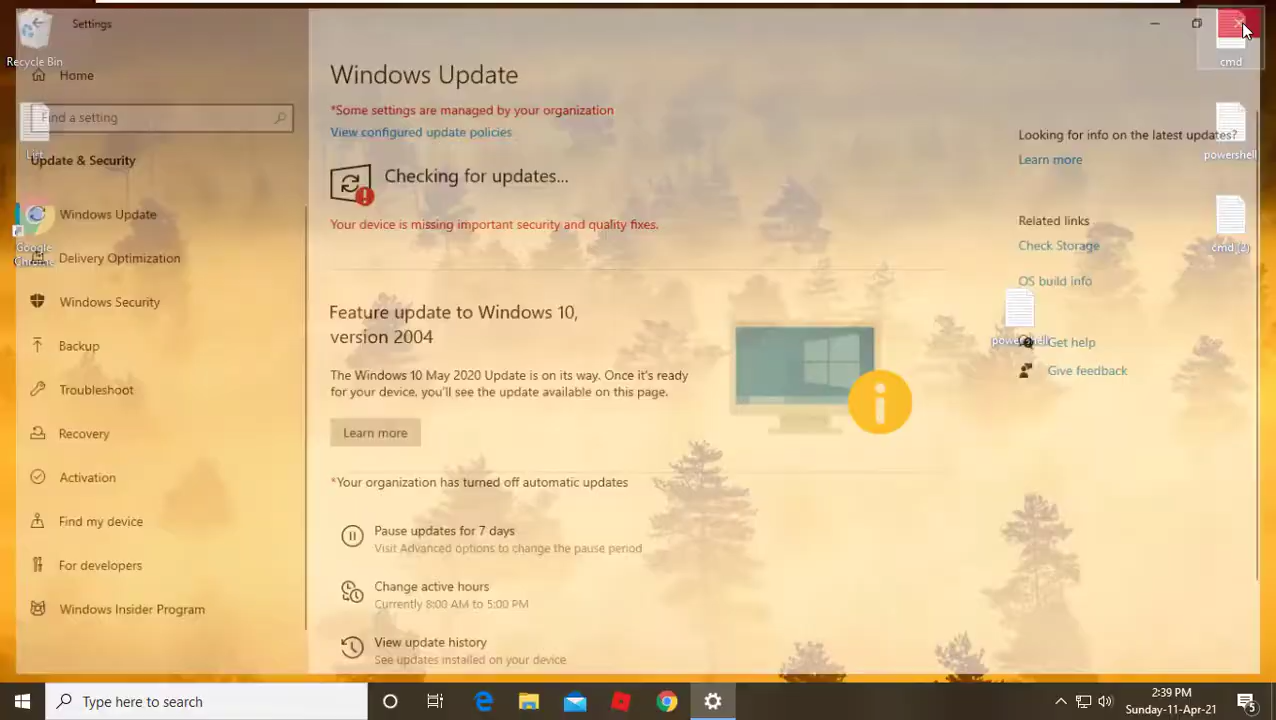 Settings
Recycle Bin
Home
Find a setting
List
Update & Security
Windows Update
Google
Chrome
Delivery Optimization
Windows Security
Backup
Troubleshoot
Recovery
Activation
Find my device
For developers
Windows Insider Program
Windows Update
*Some settings are managed by your organization
View configured update policies
Checking for updates...
Your device is missing important security and quality fixes.
Feature update to Windows 10,
version 2004
The Windows 10 May 2020 Update is on its way. Once it's ready
for your device, you'll see the update available on this page.
Learn more
*Your organization has turned off automatic updates
Pause updates for 7 days
Visit Advanced options to change the pause period
Change active hours
Currently 8:00 AM to 5:00 PM
View update history
See updates installed on your device
Looking for info on the latest updates?
Learn more
Related links
Check Storage
OS build info
Get help
Give feedback
cmd
powershell
cmd (2)
powershell
Type here to search
2:39 PM
Sunday-11-Apr-21
5